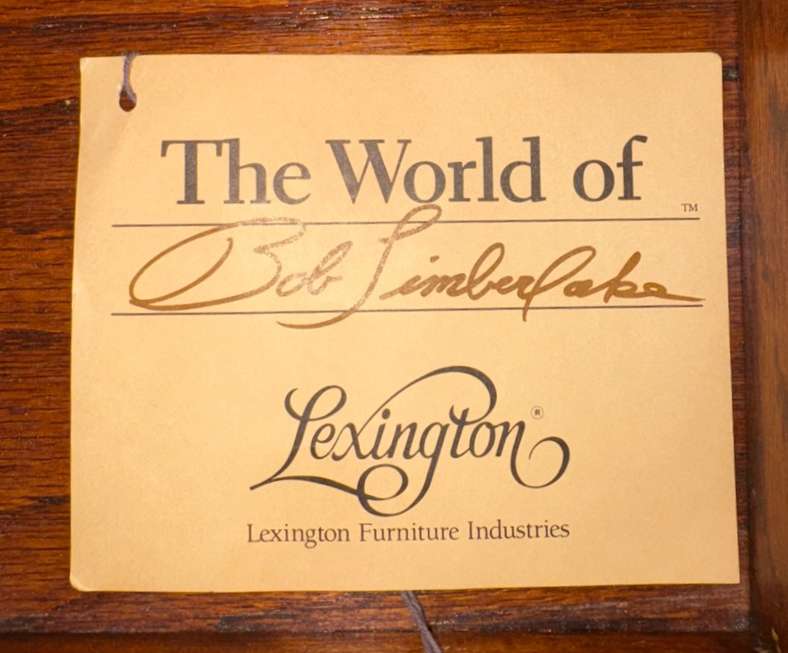 The World of ™
Bob Timberlake
Lexington®
Lexington Furniture Industries